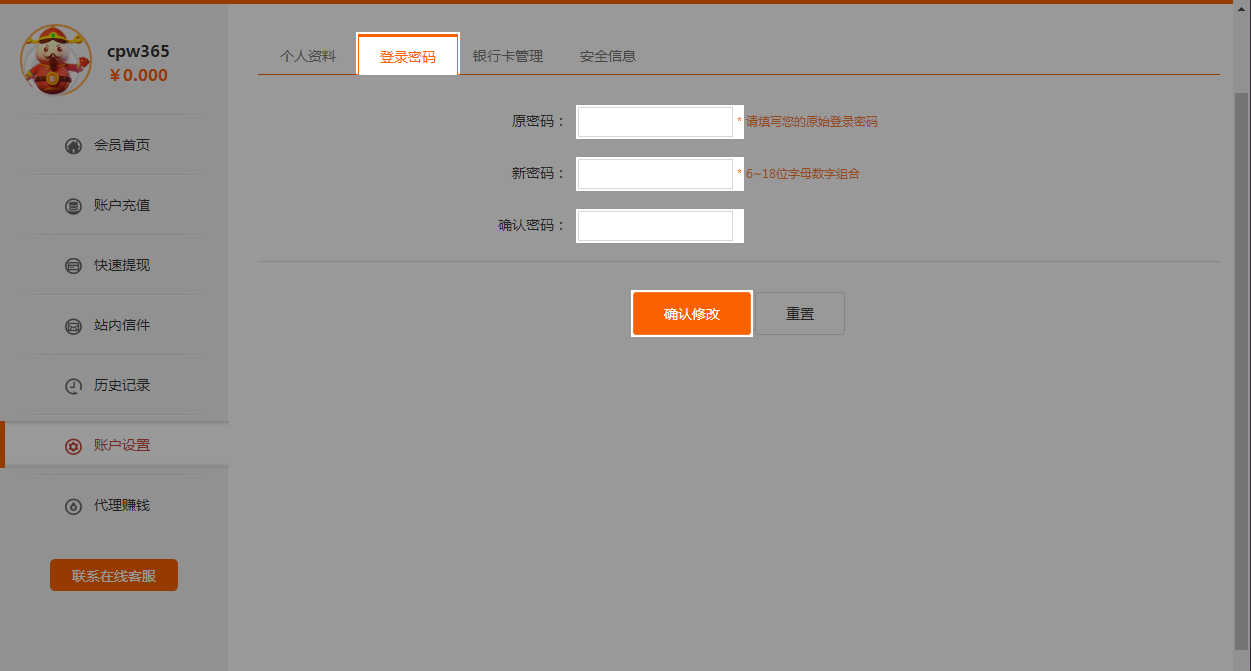 cpw365
¥0.000
会员首页
账户充值
快速提现
站内信件
历史记录
账户设置
代理赚钱
联系在线客服
个人资料 登录密码 银行卡管理 安全信息
原密码： * 请填写您的原始登录密码
新密码： * 6~18位字母数字组合
确认密码：
确认修改 重置